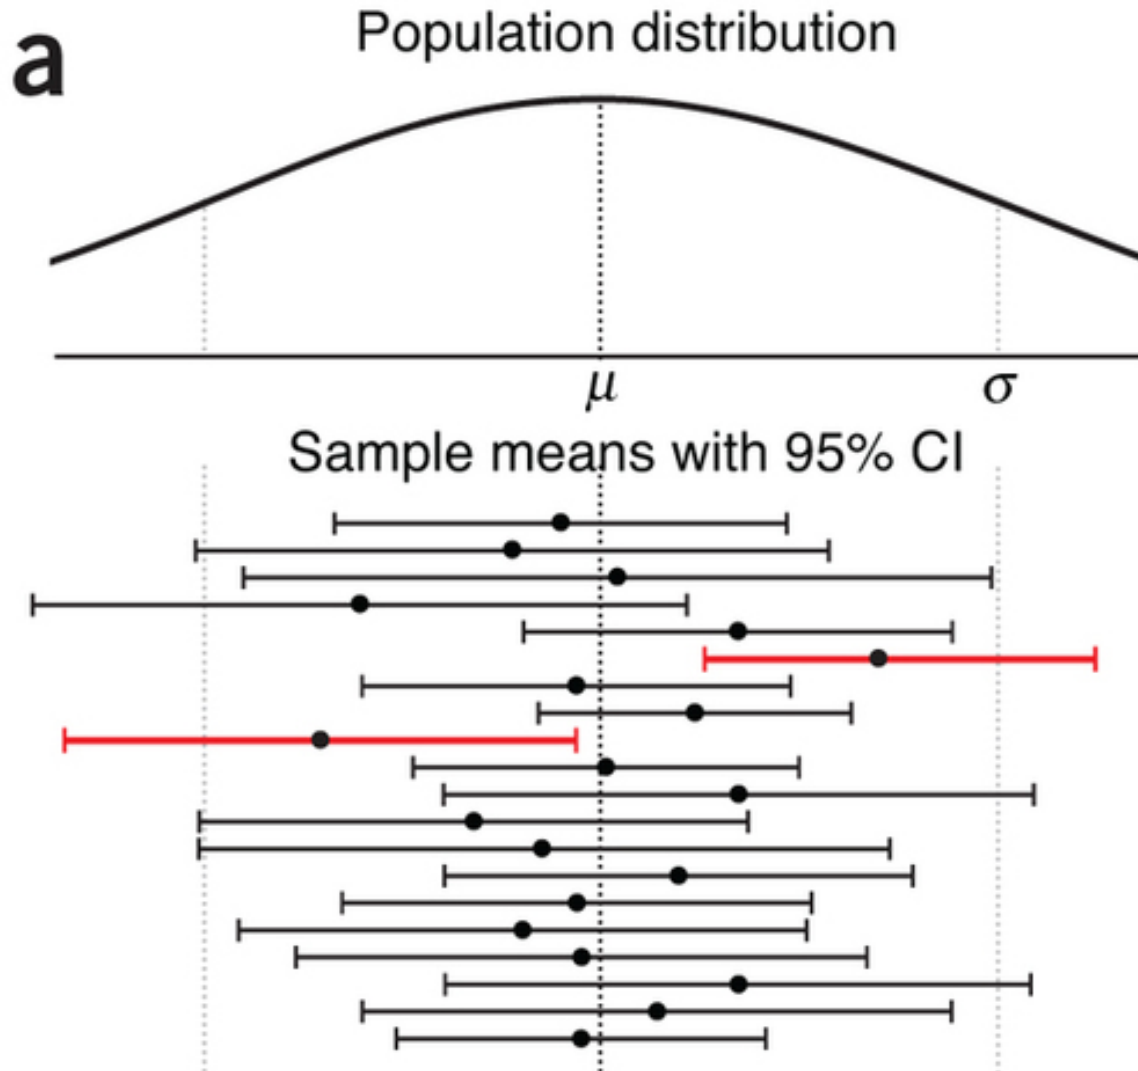 a
Population distribution
μ
σ
Sample means with 95% CI